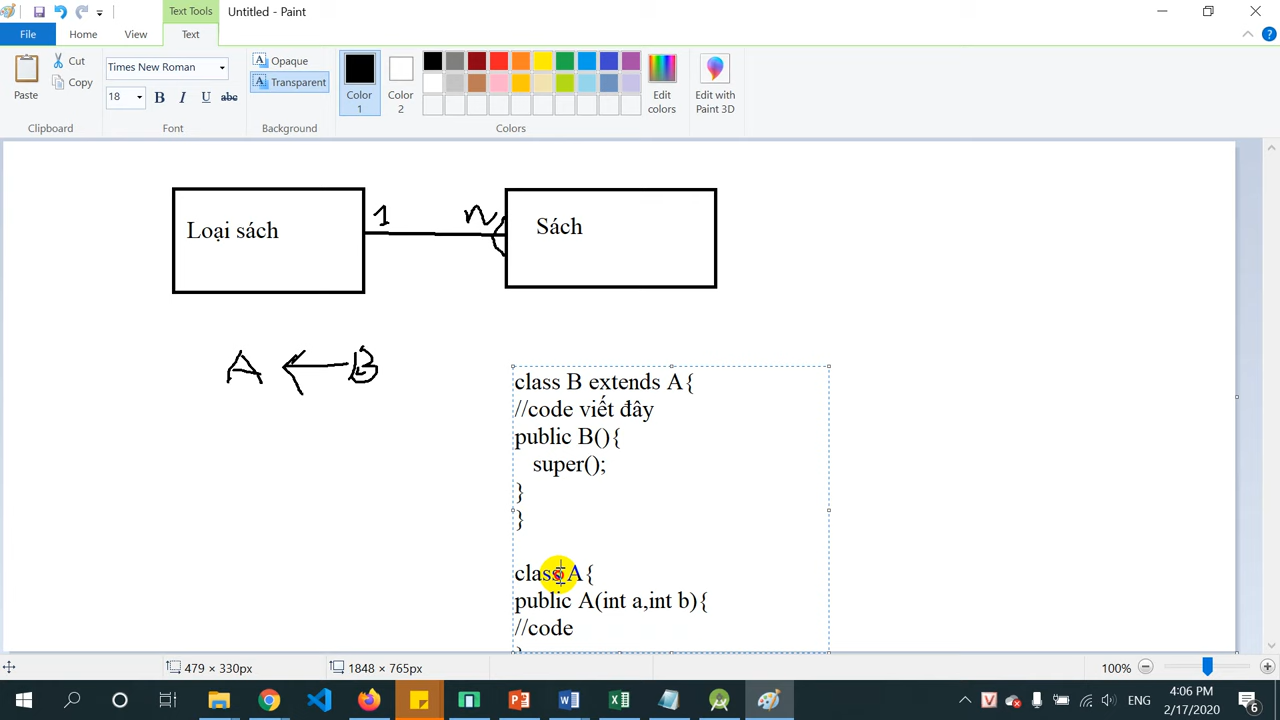 Untitled - Paint
Text Tools
File
Home
View
Text
Paste
Cut
Copy
Clipboard
Times New Roman
18
B
I
U
abc
Font
Opaque
Transparent
Background
Color
1
Color
2
Edit
colors
Edit with
Paint 3D
Colors
Loại sách
1
n
Sách
A
B
class B extends A{
//code viết đây
public B(){
super();
}
}
class A{
public A(int a,int b){
//code
479 × 330px
1848 × 765px
100%
ENG
4:06 PM
2/17/2020
6